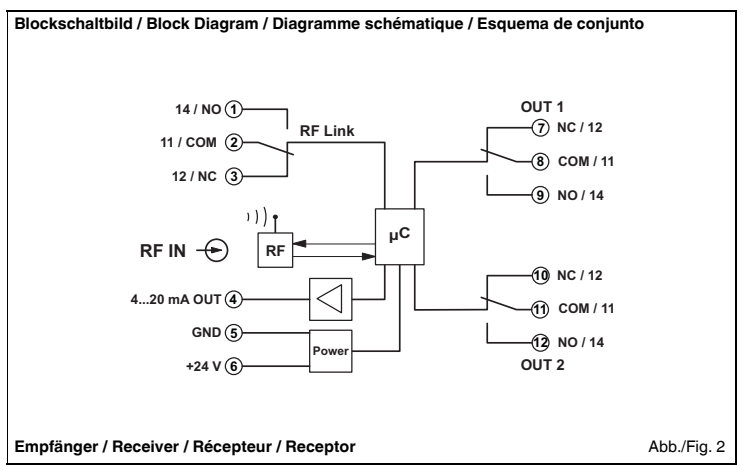 Blockschaltbild / Block Diagram / Diagramme schématique / Esquema de conjunto
14 / NO 1
RF Link
11 / COM 2
12 / NC 3
OUT 1
7 NC / 12
8 COM / 11
9 NO / 14
RF IN
RF
µC
4...20 mA OUT 4
GND 5
Power
+24 V 6
10 NC / 12
11 COM / 11
12 NO / 14
OUT 2
Empfänger / Receiver / Récepteur / Receptor
Abb./Fig. 2